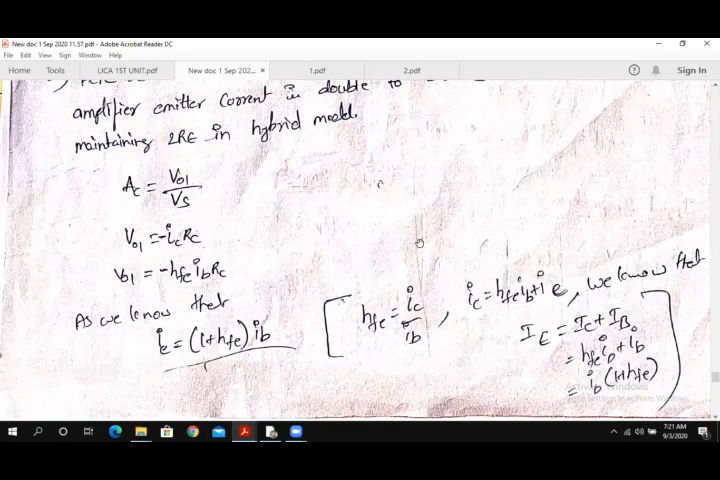 New doc 1 Sep 2020 11.57.pdf - Adobe Acrobat Reader DC
File Edit View Sign Window Help
Home Tools LICA 1ST UNIT.pdf New doc 1 Sep 202... × 1.pdf 2.pdf Sign In
amplifier emitter current is double to
maintaining 2RE in hybrid model.
Ac = Vo1/Vs
Vo1 = -icRc
Vo1 = -hfe ib Rc
As we know that
ie = (1+hfe) ib
hfe = ic/ib , ic = hfe ib + i e, we know that
IE = IC + IB
= hfe ib + ib
= ib (1+hfe)
Activate Windows
7:21 AM
9/3/2020